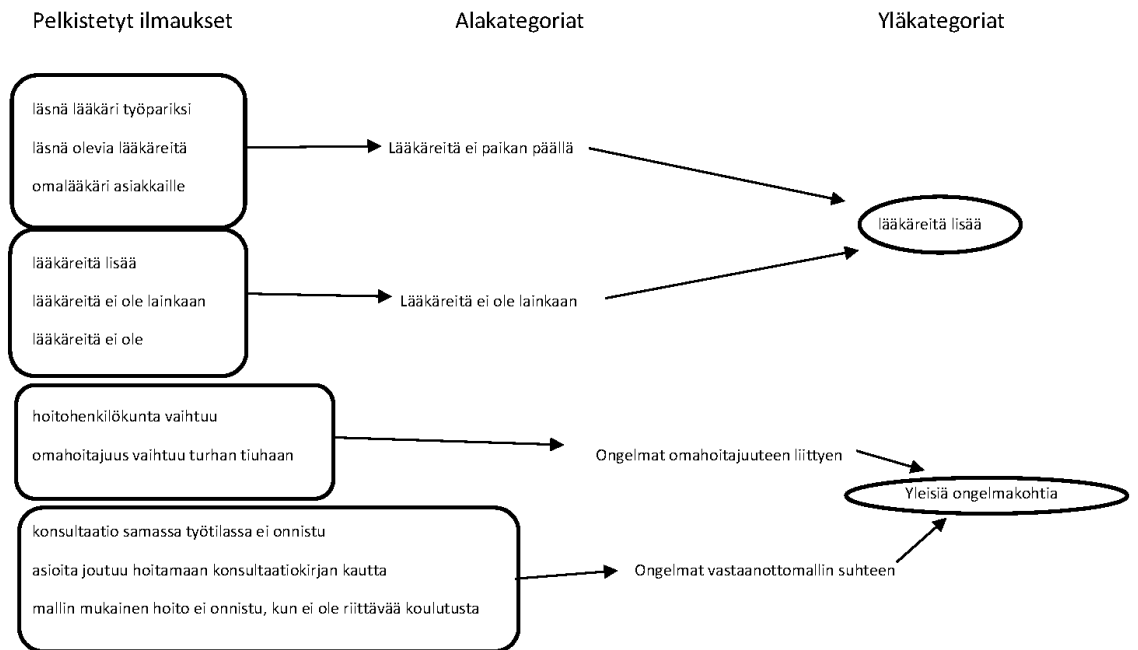 Pelkistetyt ilmaukset
Alakategoriat
Yläkategoriat
läsnä lääkäri työpariksi
läsnä olevia lääkäreitä
omalääkäri asiakkaille
Lääkäreitä ei paikan päällä
lääkäreitä lisää
lääkäreitä lisää
lääkäreitä ei ole lainkaan
lääkäreitä ei ole
Lääkäreitä ei ole lainkaan
hoitohenkilökunta vaihtuu
omahoitajuus vaihtuu turhan tiuhaan
Ongelmat omahoitajuuteen liittyen
Yleisiä ongelmakohtia
konsultaatio samassa työtilassa ei onnistu
asioita joutuu hoitamaan konsultaatiokirjan kautta
mallin mukainen hoito ei onnistu, kun ei ole riittävää koulutusta
Ongelmat vastaanottomallin suhteen